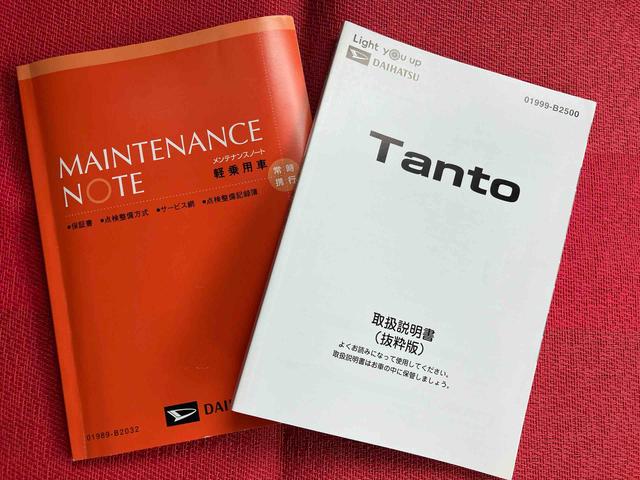 MAINTENANCE
NOTE
メンテナンスノート
軽乗用車
常時
携行
●保証書 ●点検整備方式 ●サービス網 ●点検整備記録簿
DAI
01989-B2032
Light you up
DAIHATSU
01999-B2500
Tanto
取扱説明書
（抜粋版）
よくお読みになって使用してください。
取扱説明書はお車の中に保管しましょう。